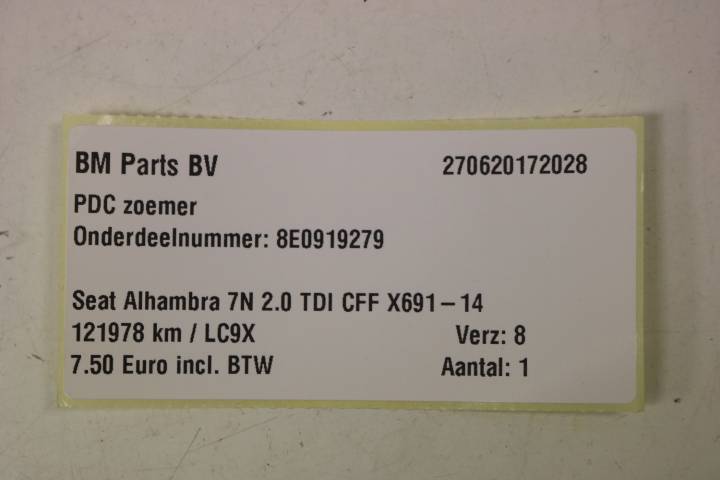 BM Parts BV 270620172028
PDC zoemer
Onderdeelnummer: 8E0919279
Seat Alhambra 7N 2.0 TDI CFF X691-14
121978 km / LC9X Verz: 8
7.50 Euro incl. BTW Aantal: 1